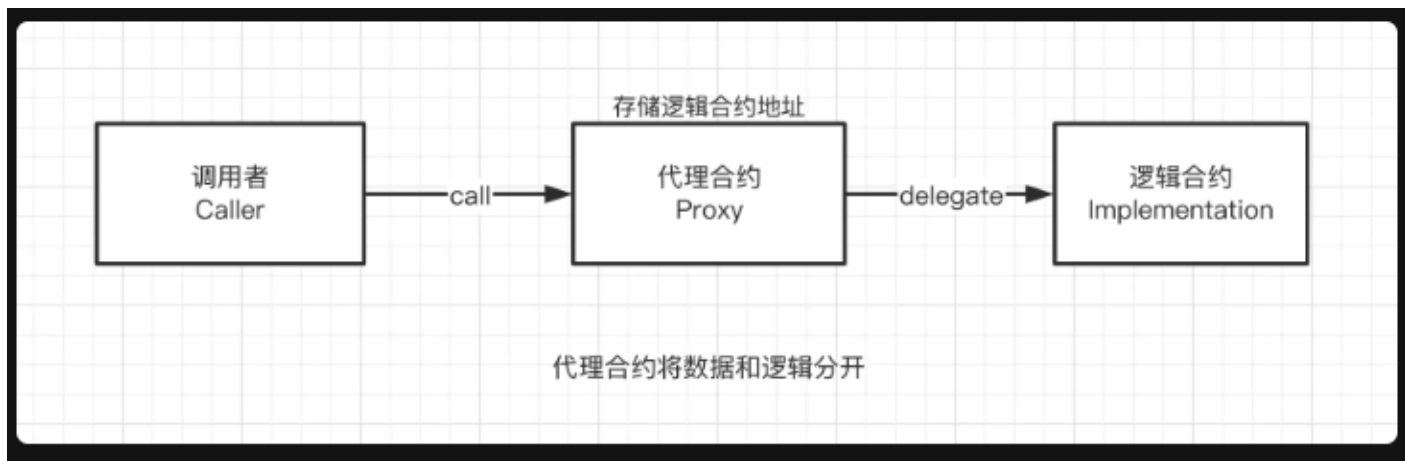 存储逻辑合约地址
调用者
Caller
call
代理合约
Proxy
delegate
逻辑合约
Implementation
代理合约将数据和逻辑分开